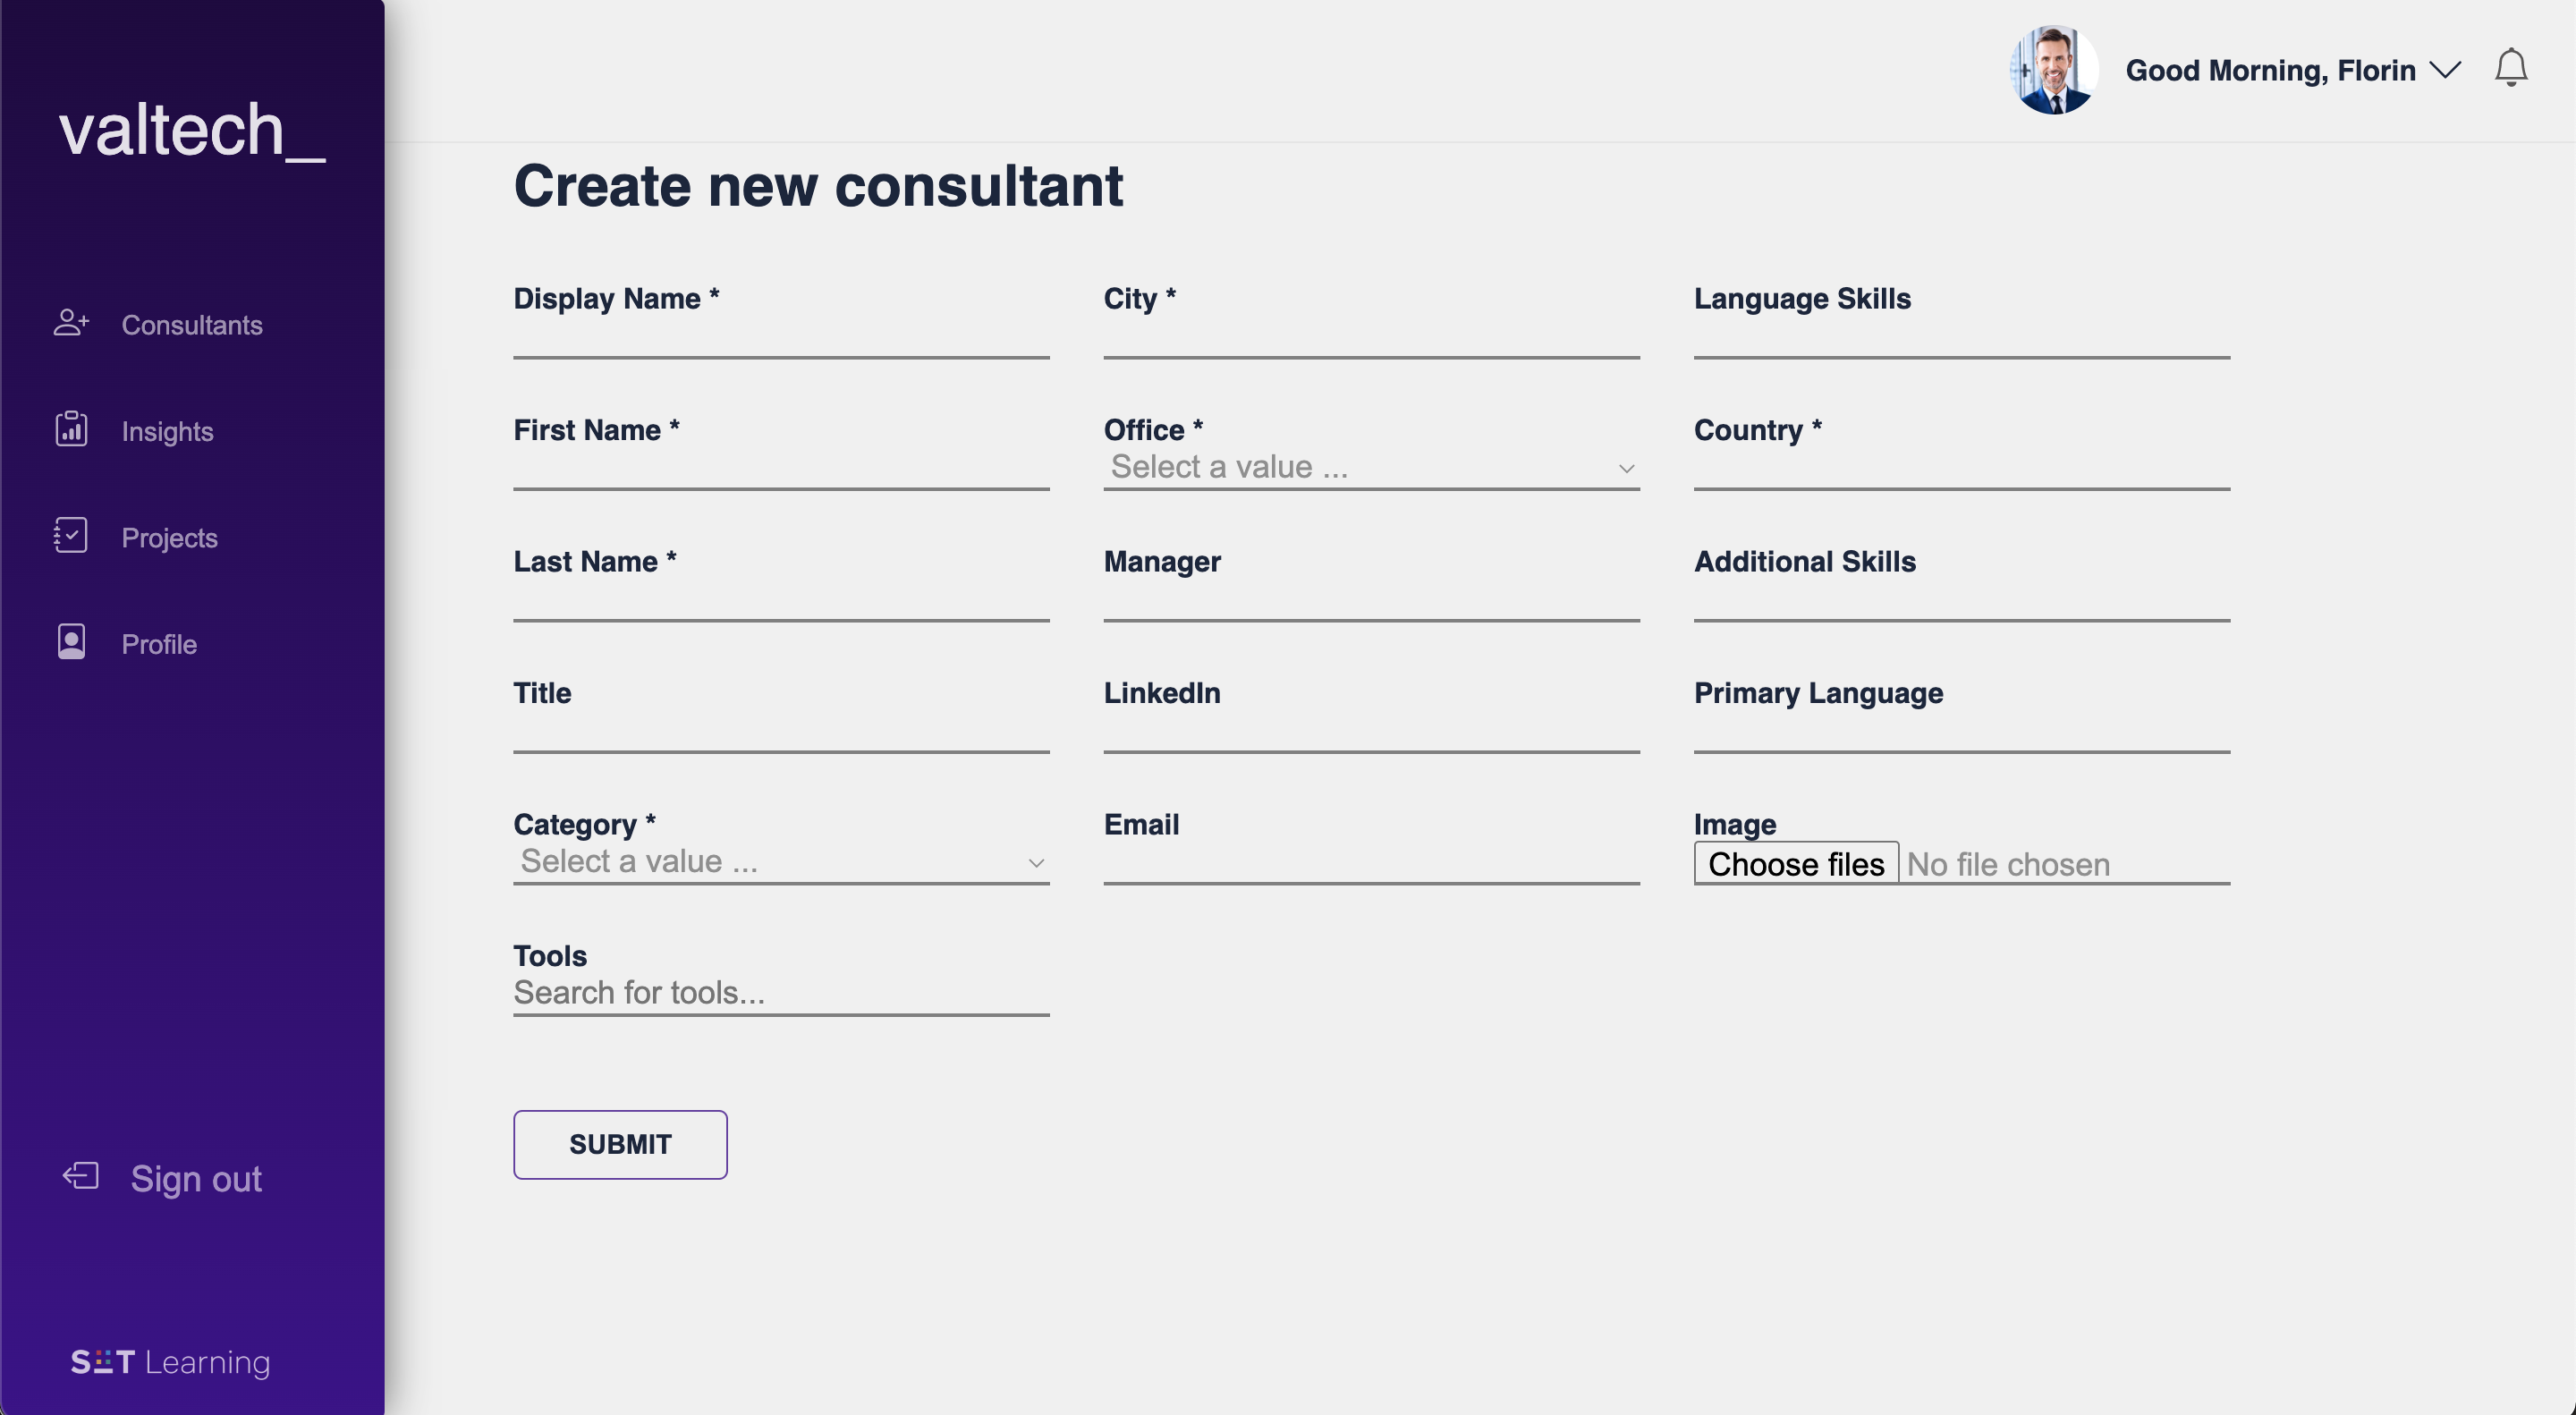 valtech_
Consultants
Insights
Projects
Profile
Sign out
SET Learning
Good Morning, Florin
Create new consultant
Display Name *
City *
Language Skills
First Name *
Office *
Select a value ...
Country *
Last Name *
Manager
Additional Skills
Title
LinkedIn
Primary Language
Category *
Select a value ...
Email
Image
Choose files No file chosen
Tools
Search for tools...
SUBMIT